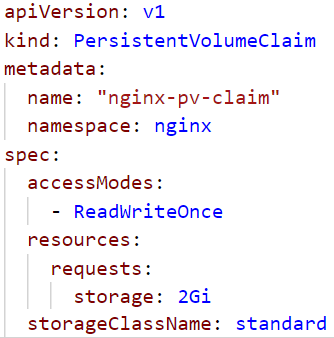 apiVersion: v1
kind: PersistentVolumeClaim
metadata:
  name: "nginx-pv-claim"
  namespace: nginx
spec:
  accessModes:
    - ReadWriteOnce
  resources:
    requests:
      storage: 2Gi
  storageClassName: standard